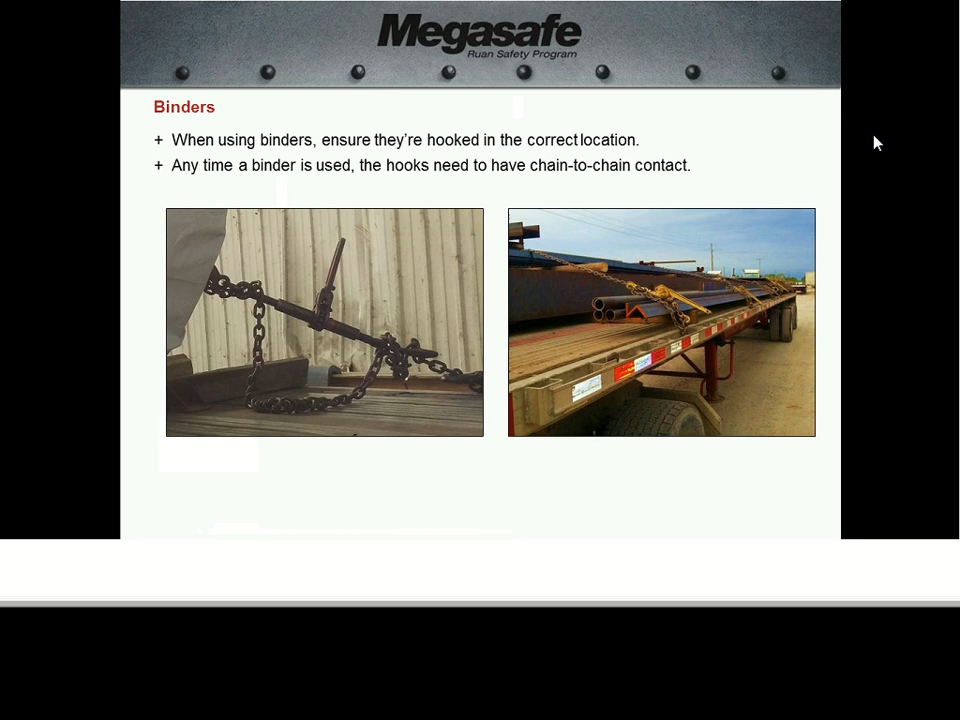 Megasafe
Ruan Safety Program
Binders
+ When using binders, ensure they're hooked in the correct location.
+ Any time a binder is used, the hooks need to have chain-to-chain contact.